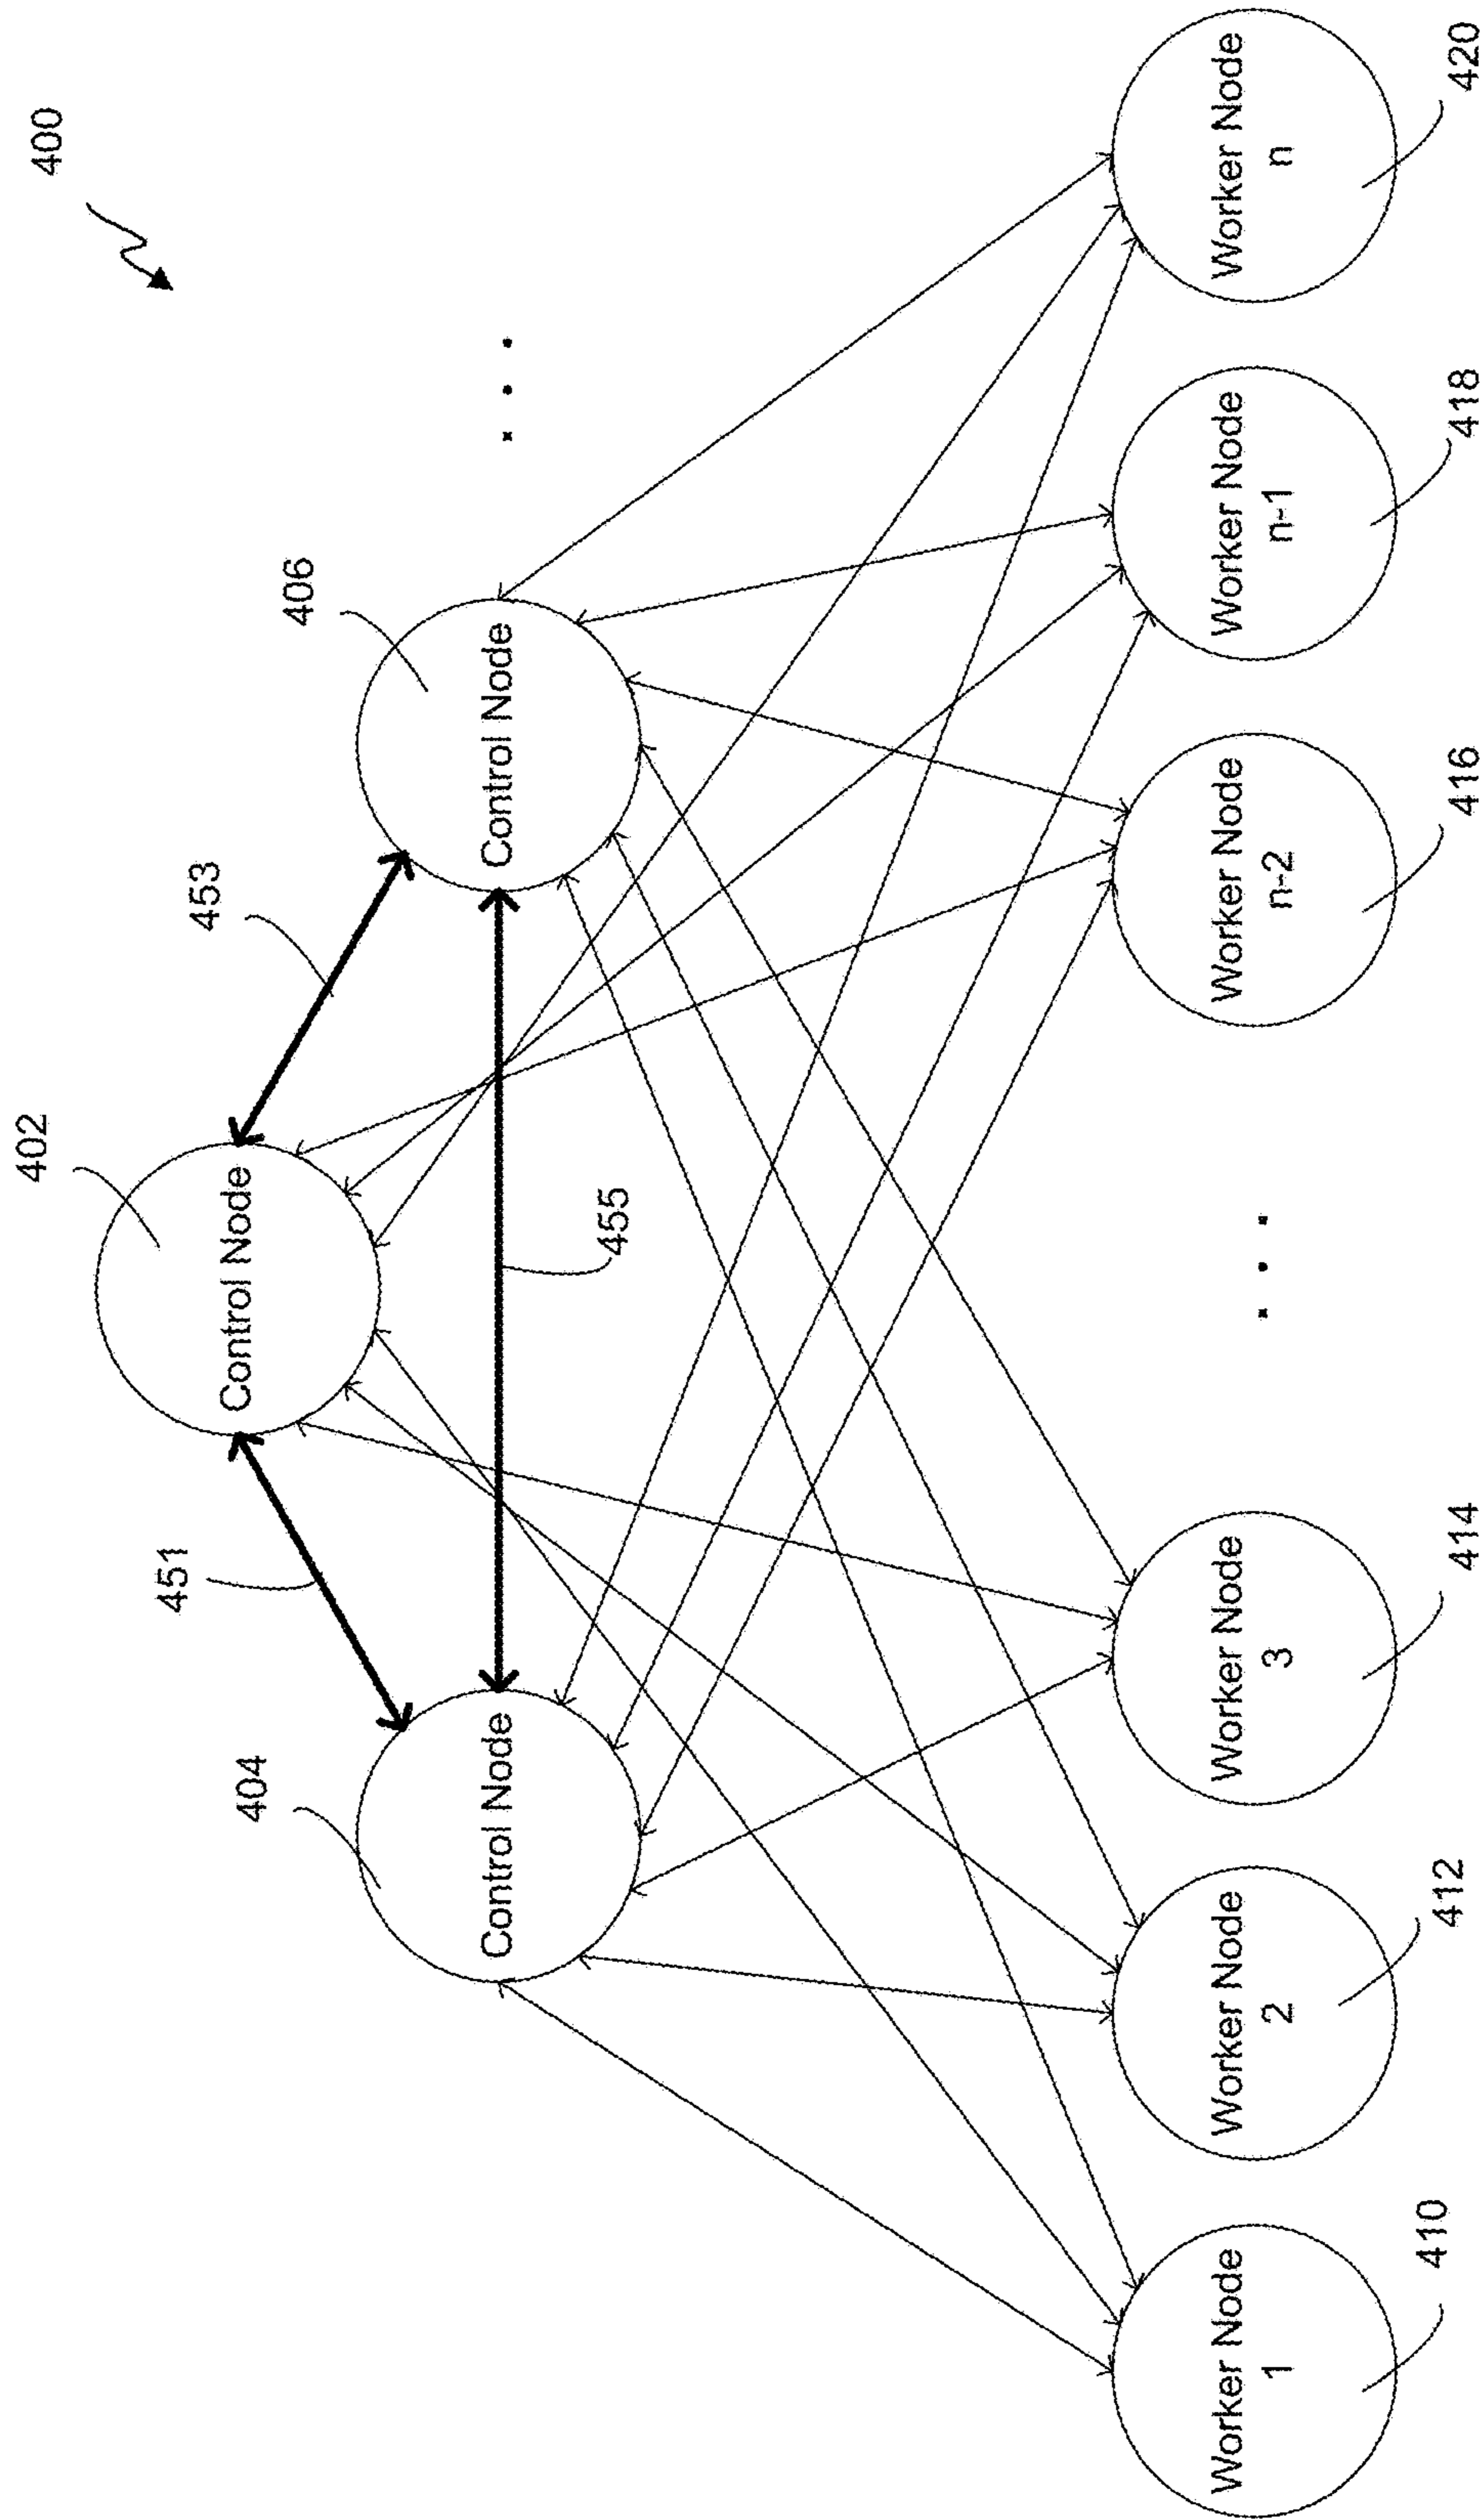 400
402
Control Node
451
453
404
Control Node
455
406
Control Node
. . .
Worker Node
1
410
Worker Node
2
412
Worker Node
3
414
. . .
Worker Node
n-2
416
Worker Node
n-1
418
Worker Node
n
420